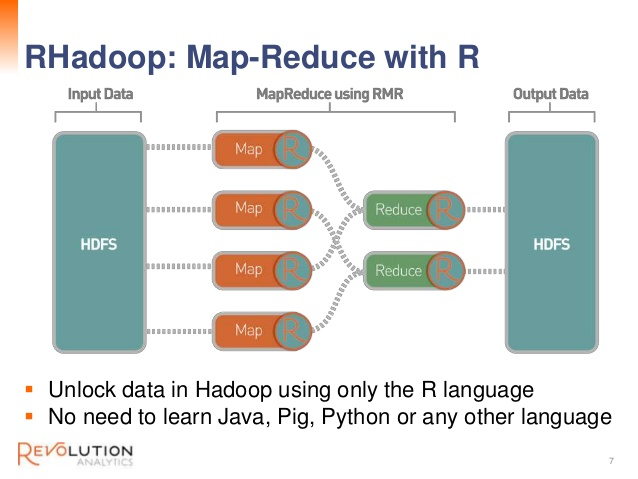 RHadoop: Map-Reduce with R
Input Data
MapReduce using RMR
Output Data
HDFS
Map R
Map R
Map R
Map R
Reduce R
Reduce R
HDFS
Unlock data in Hadoop using only the R language
No need to learn Java, Pig, Python or any other language
REVOLUTION
ANALYTICS
7